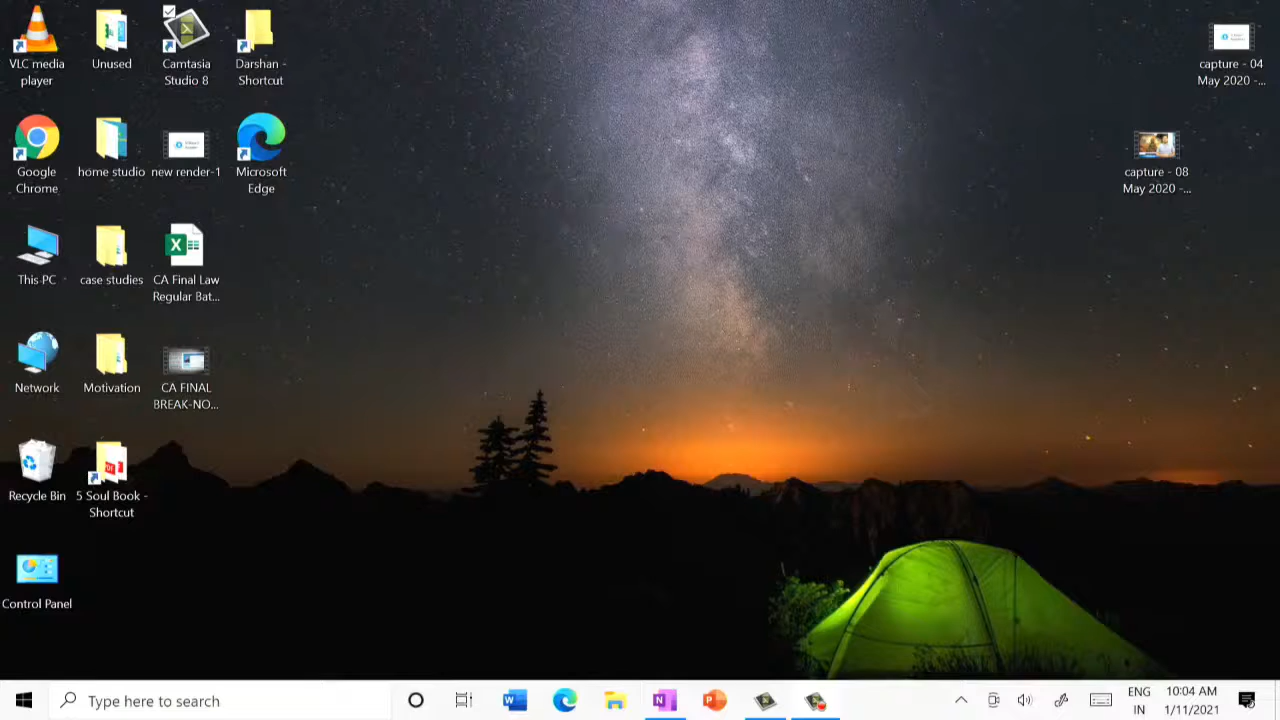 VLC media
player
Unused
Camtasia
Studio 8
Darshan -
Shortcut
capture - 04
May 2020 -...
Google
Chrome
home studio
new render-1
Microsoft
Edge
capture - 08
May 2020 -...
This PC
case studies
CA Final Law
Regular Bat...
Network
Motivation
CA FINAL
BREAK-NO...
Recycle Bin
5 Soul Book -
Shortcut
Control Panel
Type here to search
ENG
IN
10:04 AM
1/11/2021